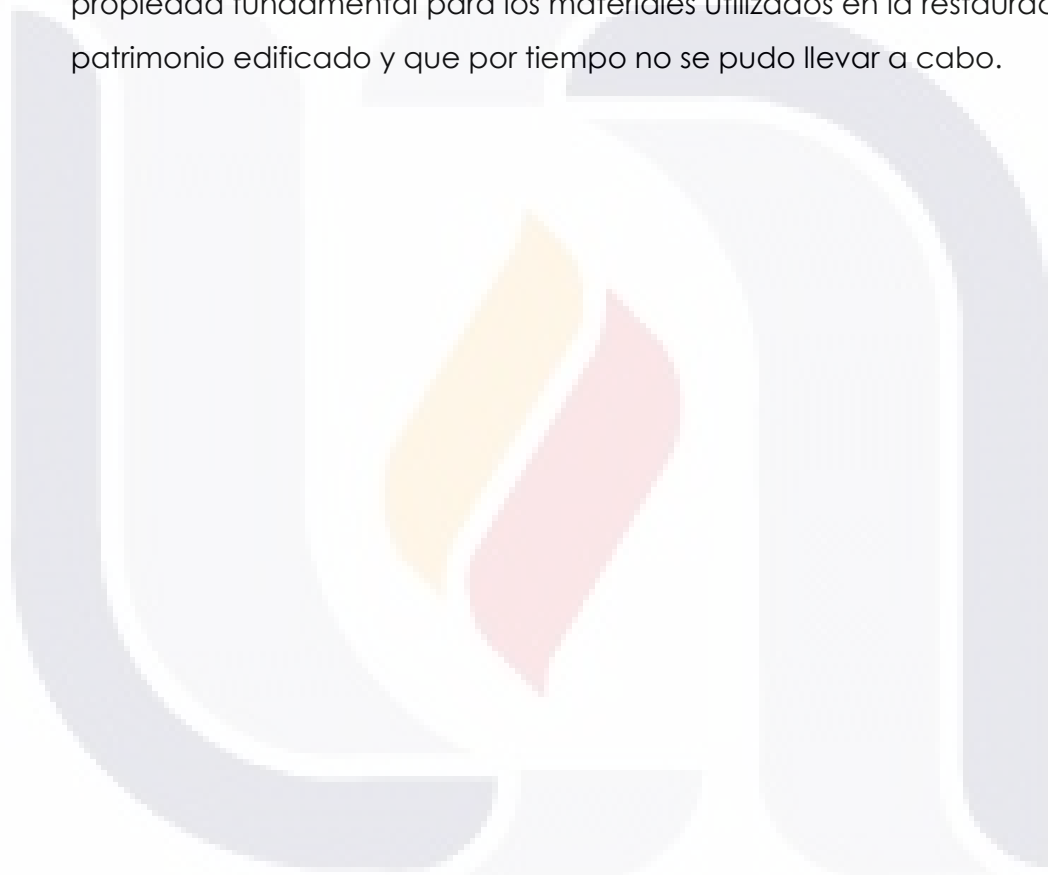 propiedad fundamental para los materiales utilizados en la
patrimonio edificado y que por tiempo no se pudo llevar a cabo.